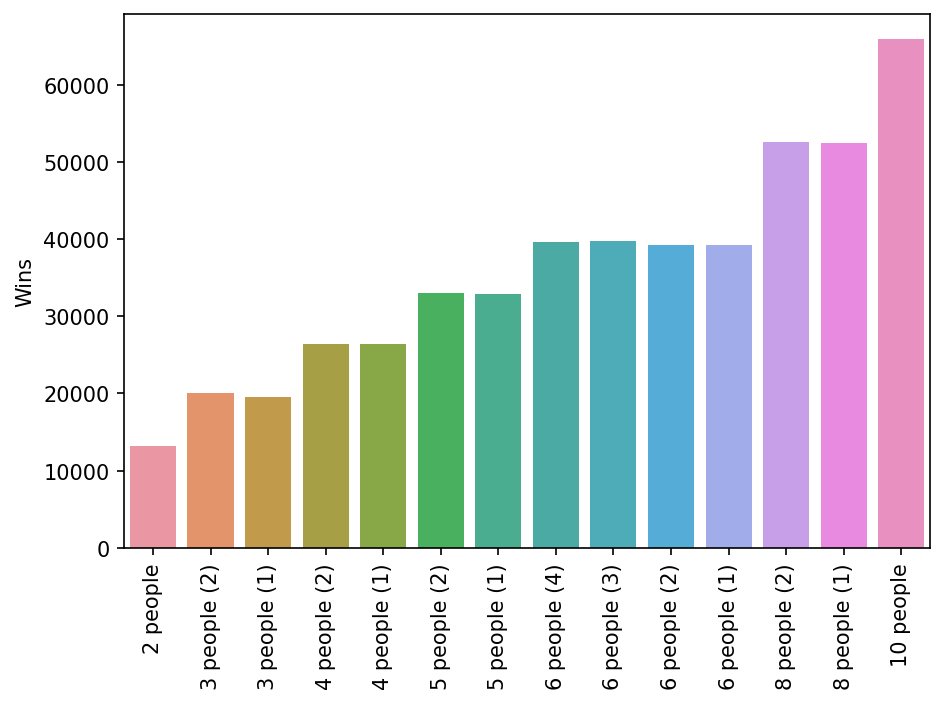 60000
50000
40000
30000
20000
10000
0
Wins
2 people
3 people (2)
3 people (1)
4 people (2)
4 people (1)
5 people (2)
5 people (1)
6 people (4)
6 people (3)
6 people (2)
6 people (1)
8 people (2)
8 people (1)
10 people